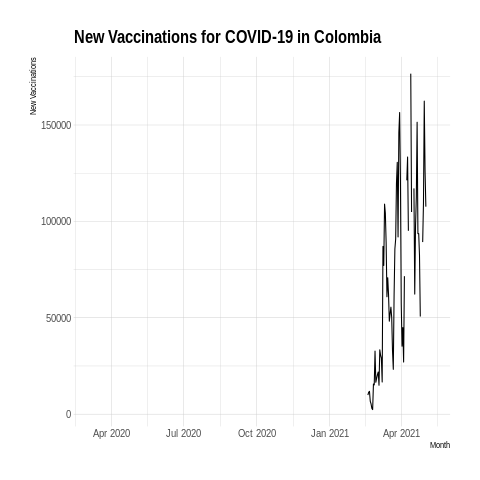 New Vaccinations for COVID-19 in Colombia
New Vaccinations
150000
100000
50000
0
Apr 2020 Jul 2020 Oct 2020 Jan 2021 Apr 2021
Month